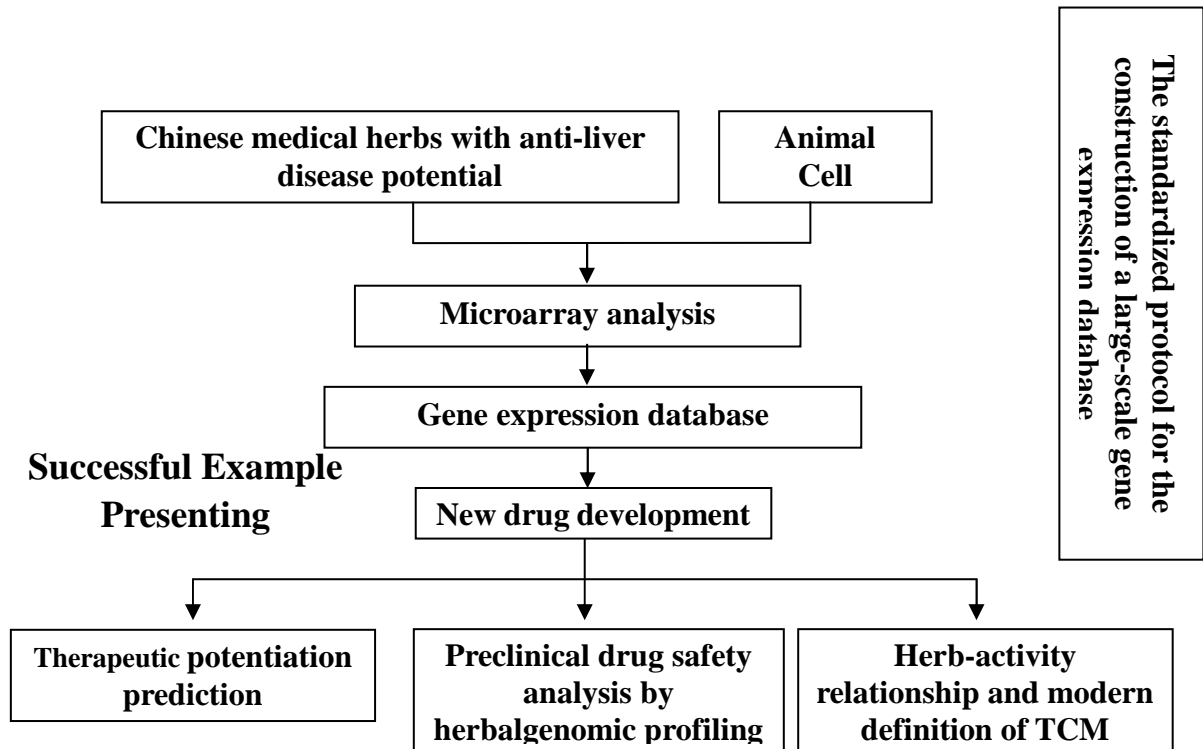 Chinese medical herbs with anti-liver
disease potential
Animal
Cell
The standardized protocol for the
construction of a large-scale gene
expression database
Microarray analysis
Gene expression database
Successful Example
Presenting
New drug development
Therapeutic potentiation
prediction
Preclinical drug safety
analysis by
herbalgenomic profiling
Herb-activity
relationship and modern
definition of TCM